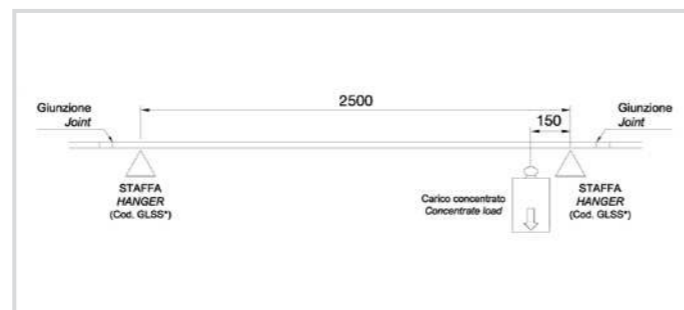 2500
150
Giunzione
Joint
Giunzione
Joint
STAFFA
HANGER
(Cod. GLSS*)
Carico concentrato
Concentrate load
STAFFA
HANGER
(Cod. GLSS*)